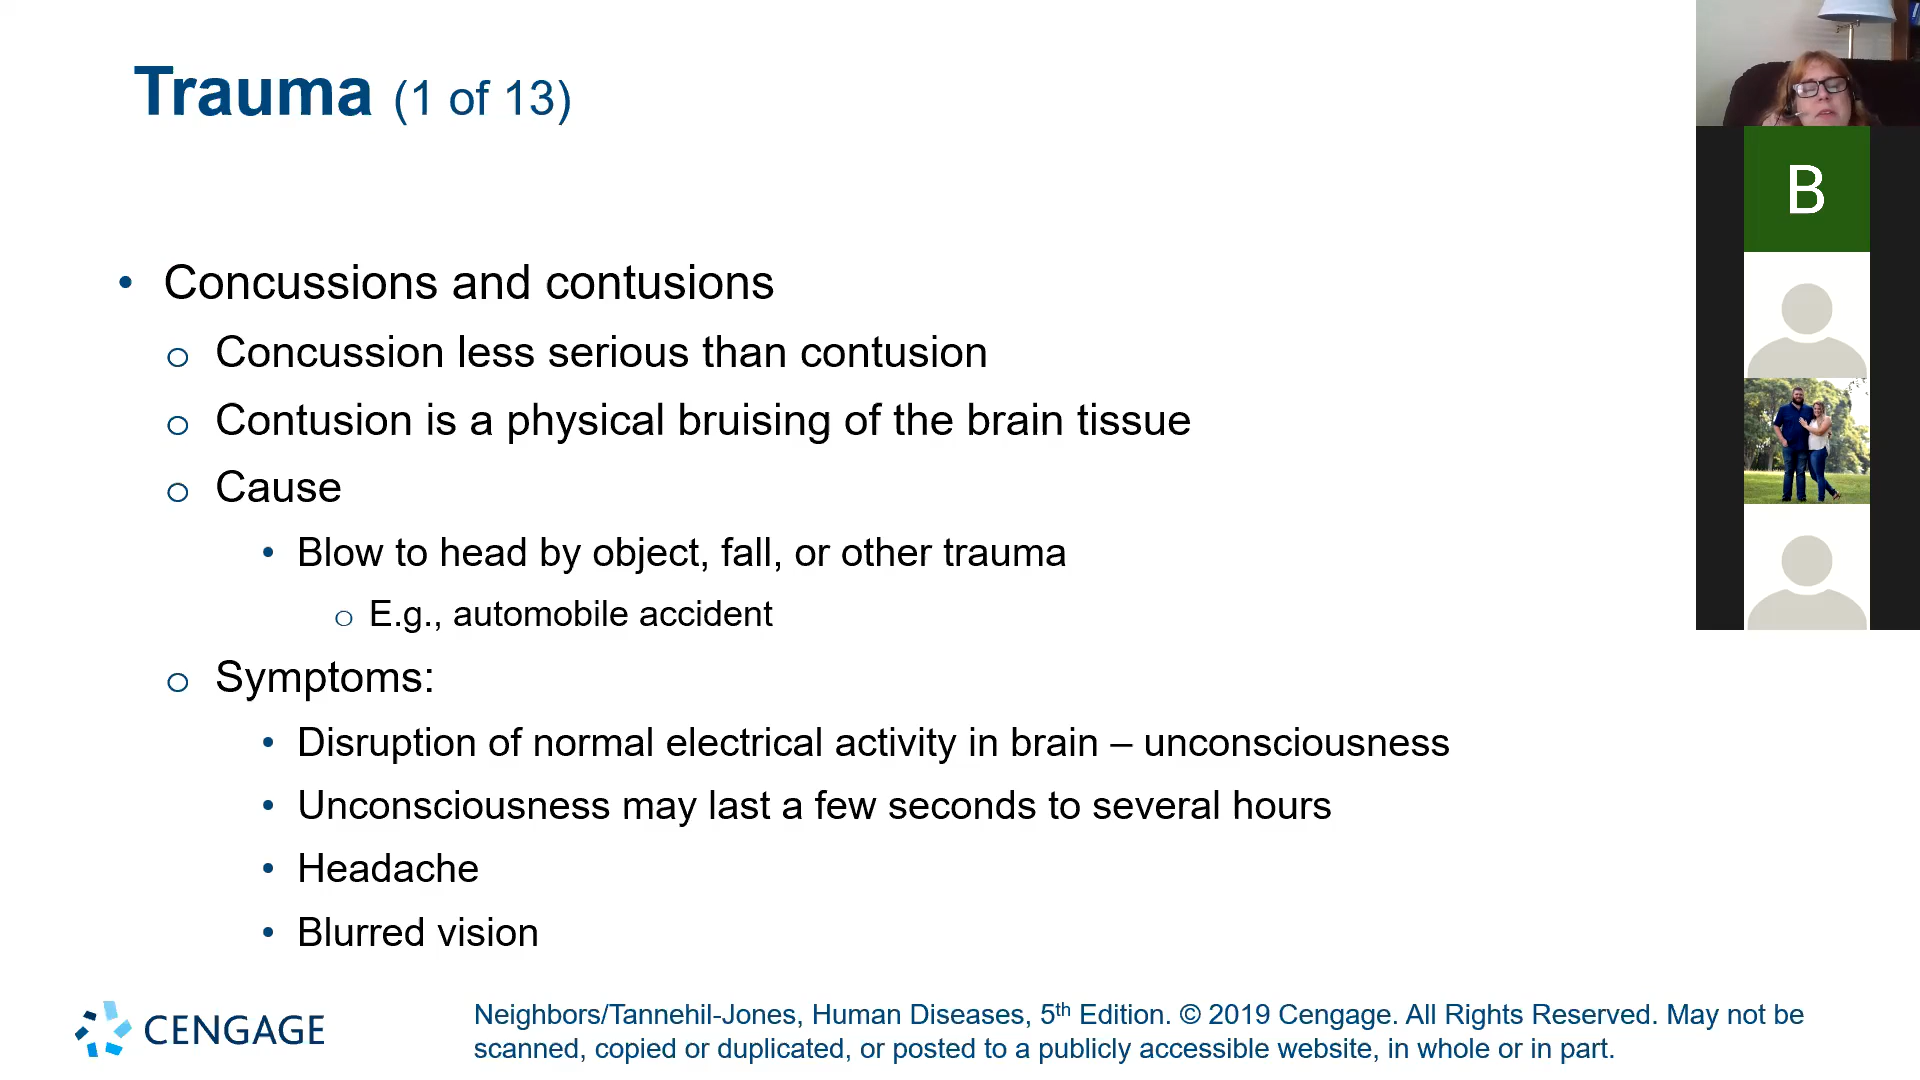 Trauma (1 of 13)
B
• Concussions and contusions
o Concussion less serious than contusion
o Contusion is a physical bruising of the brain tissue
o Cause
• Blow to head by object, fall, or other trauma
o E.g., automobile accident
o Symptoms:
• Disruption of normal electrical activity in brain – unconsciousness
• Unconsciousness may last a few seconds to several hours
• Headache
• Blurred vision
CENGAGE
Neighbors/Tannehil-Jones, Human Diseases, 5th Edition. © 2019 Cengage. All Rights Reserved. May not be
scanned, copied or duplicated, or posted to a publicly accessible website, in whole or in part.